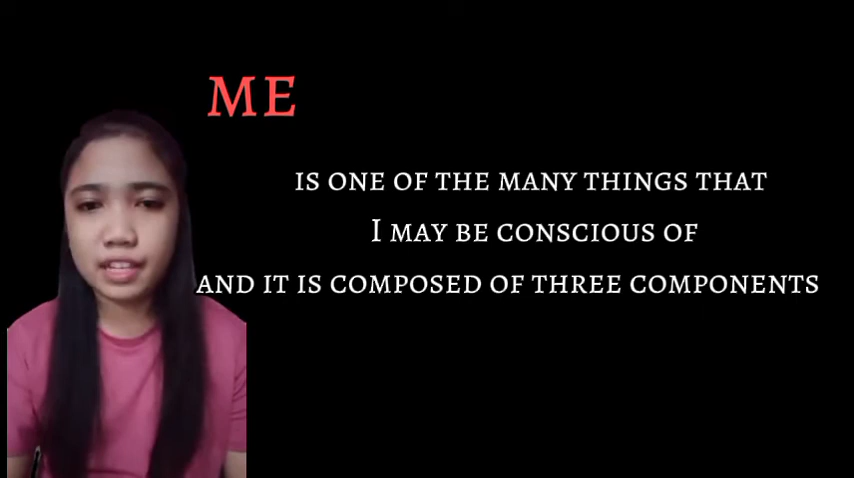 ME
IS ONE OF THE MANY THINGS THAT
I MAY BE CONSCIOUS OF
AND IT IS COMPOSED OF THREE COMPONENTS